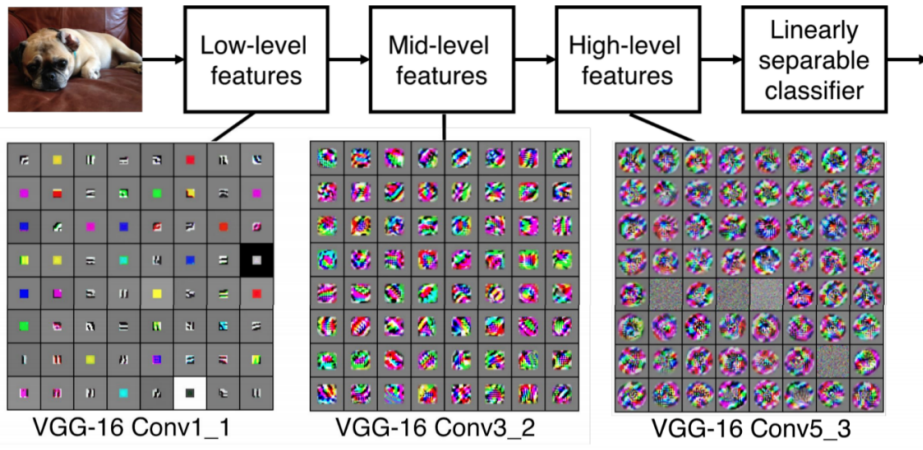 Low-level
features
Mid-level
features
High-level
features
Linearly
separable
classifier
VGG-16 Conv1_1
VGG-16 Conv3_2
VGG-16 Conv5_3